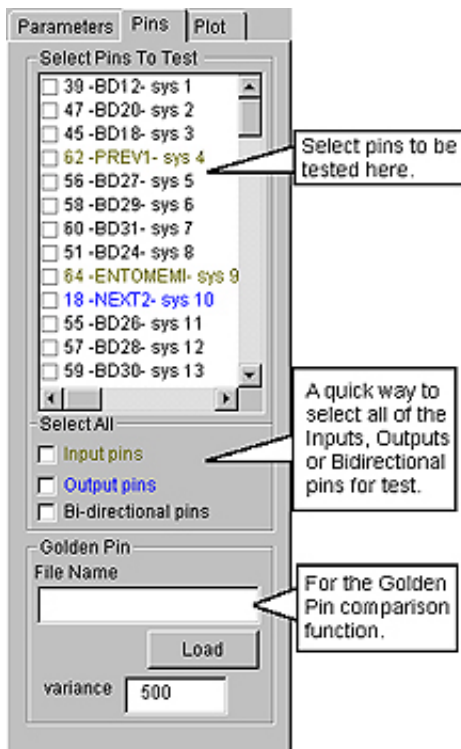 Parameters Pins Plot
Select Pins To Test
39 -BD12- sys 1
47 -BD20- sys 2
45 -BD18- sys 3
62 -PREV1- sys 4
56 -BD27- sys 5
58 -BD29- sys 6
60 -BD31- sys 7
51 -BD24- sys 8
64 -ENTOMEMI- sys 9
18 -NEXT2- sys 10
55 -BD26- sys 11
57 -BD28- sys 12
59 -BD30- sys 13
Select pins to be
tested here.
Select All
Input pins
Output pins
Bi-directional pins
A quick way to
select all of the
Inputs, Outputs
or Bidirectional
pins for test.
Golden Pin
File Name
Load
variance 500
For the Golden
Pin comparison
function.